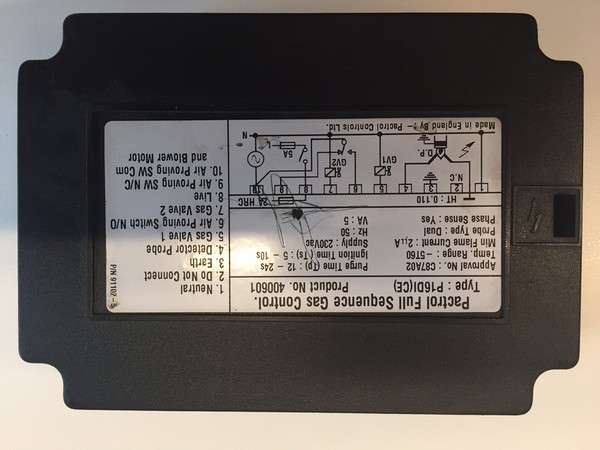 Pactrol Full Sequence Gas Control.
Type : P16DI(CE) Product No. 400601
Approval No.: C87A02
Temp. Range : -5T60
Min Flame Current : 2µA
Probe Type : Dual
Phase sense : Yes
Purge Time (Tp) : 12 - 24s
Ignition Time (Ts) : 5 - 10s
Supply : 230Vac
Hz : 50
VA : 5
1. Neutral
2. Do Not Connect
3. Earth
4. Detector Probe
5. Gas Valve 1
6. Air Proving Switch N/O
7. Gas Valve 2
8. Live
9. Air Proving SW N/C
10. Air Proving SW Com
and Blower Motor
P/N 91102
HT : 0.110
2A HRC
1 2 3 4 5 6 7 8 9 10
N.C
D.P.
GV1
GV2
5A
L
N
Made in England By :- Pactrol Controls Ltd.